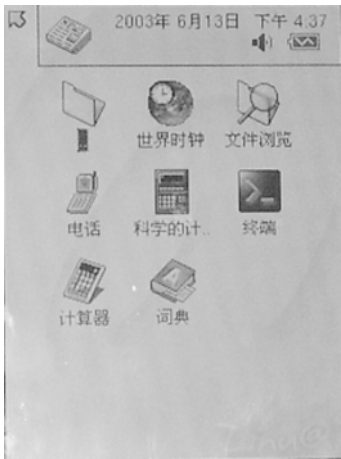 2003年 6月13日 下午 4:37
世界时钟
文件浏览
电话
科学的计..
终端
计算器
词典